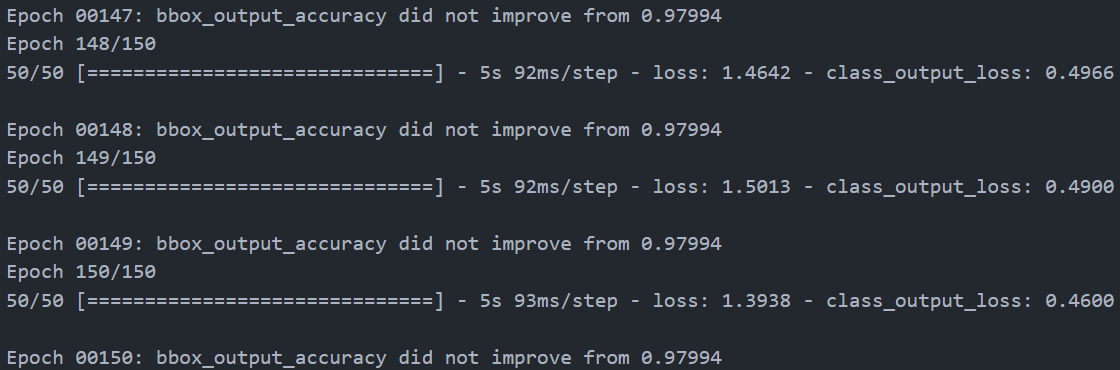 Epoch 00147: bbox_output_accuracy did not improve from 0.97994
Epoch 148/150
50/50 [==============================] - 5s 92ms/step - loss: 1.4642 - class_output_loss: 0.4966
Epoch 00148: bbox_output_accuracy did not improve from 0.97994
Epoch 149/150
50/50 [==============================] - 5s 92ms/step - loss: 1.5013 - class_output_loss: 0.4900
Epoch 00149: bbox_output_accuracy did not improve from 0.97994
Epoch 150/150
50/50 [==============================] - 5s 93ms/step - loss: 1.3938 - class_output_loss: 0.4600
Epoch 00150: bbox_output_accuracy did not improve from 0.97994